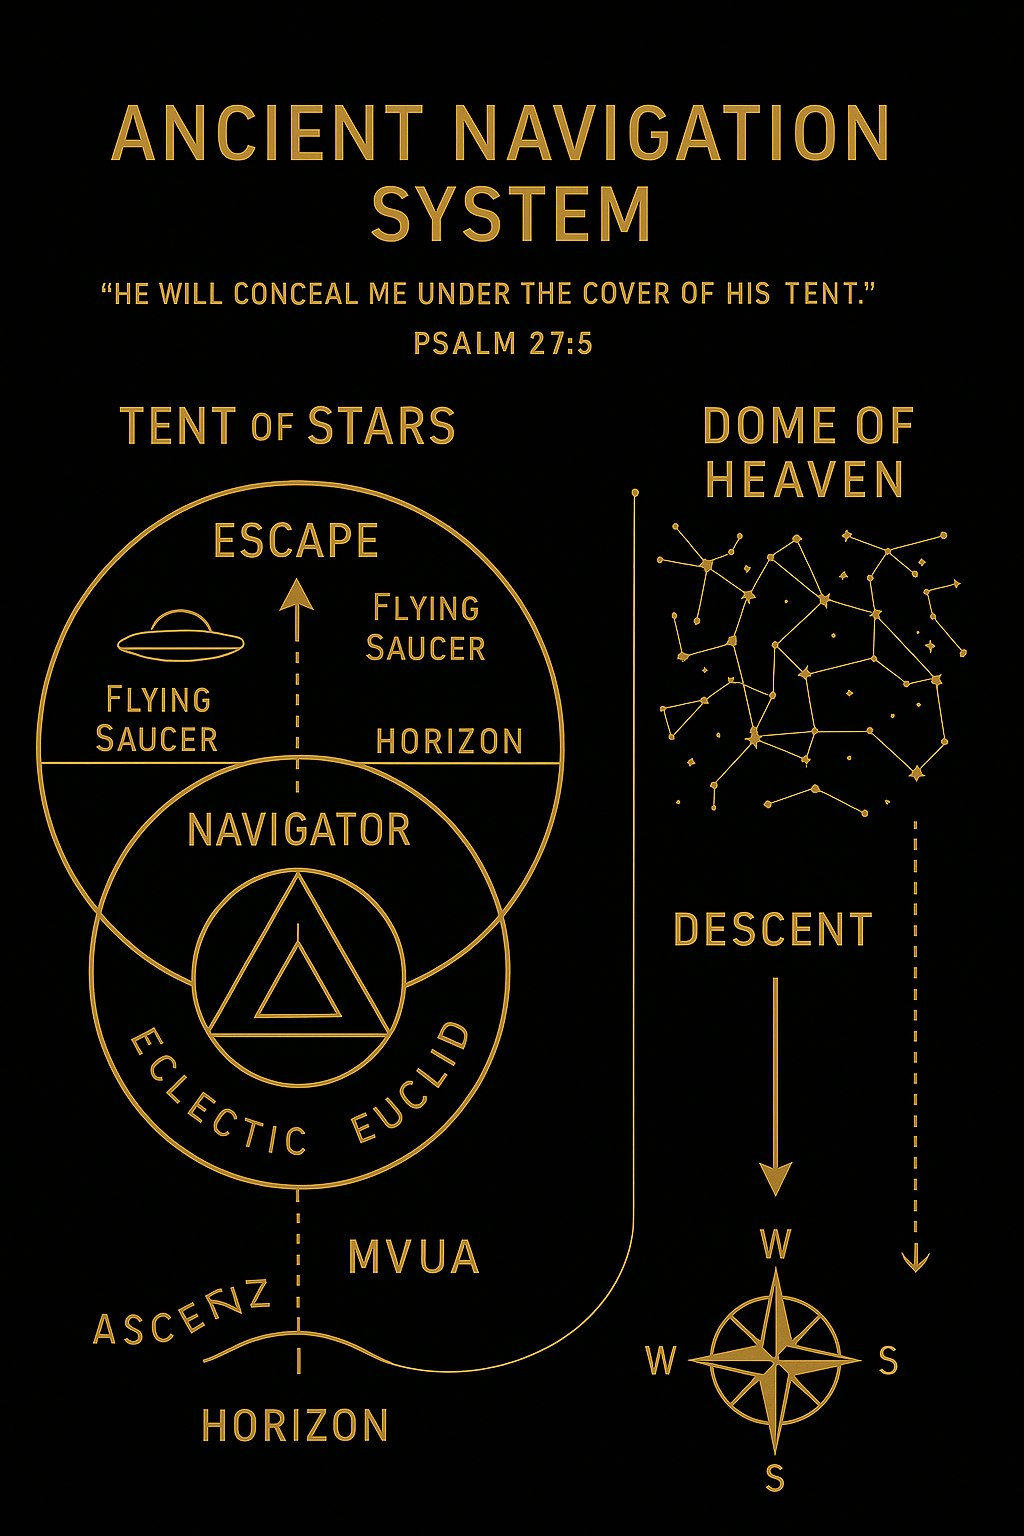 ANCIENT NAVIGATION
SYSTEM
“HE WILL CONCEAL ME UNDER THE COVER OF HIS TENT.”
PSALM 27:5
TENT OF STARS
ESCAPE
FLYING
SAUCER
FLYING
SAUCER
HORIZON
NAVIGATOR
ECLECTIC EUCLID
MVUA
HORIZON
DOME OF
HEAVEN
DESCENT
W
W
S
S